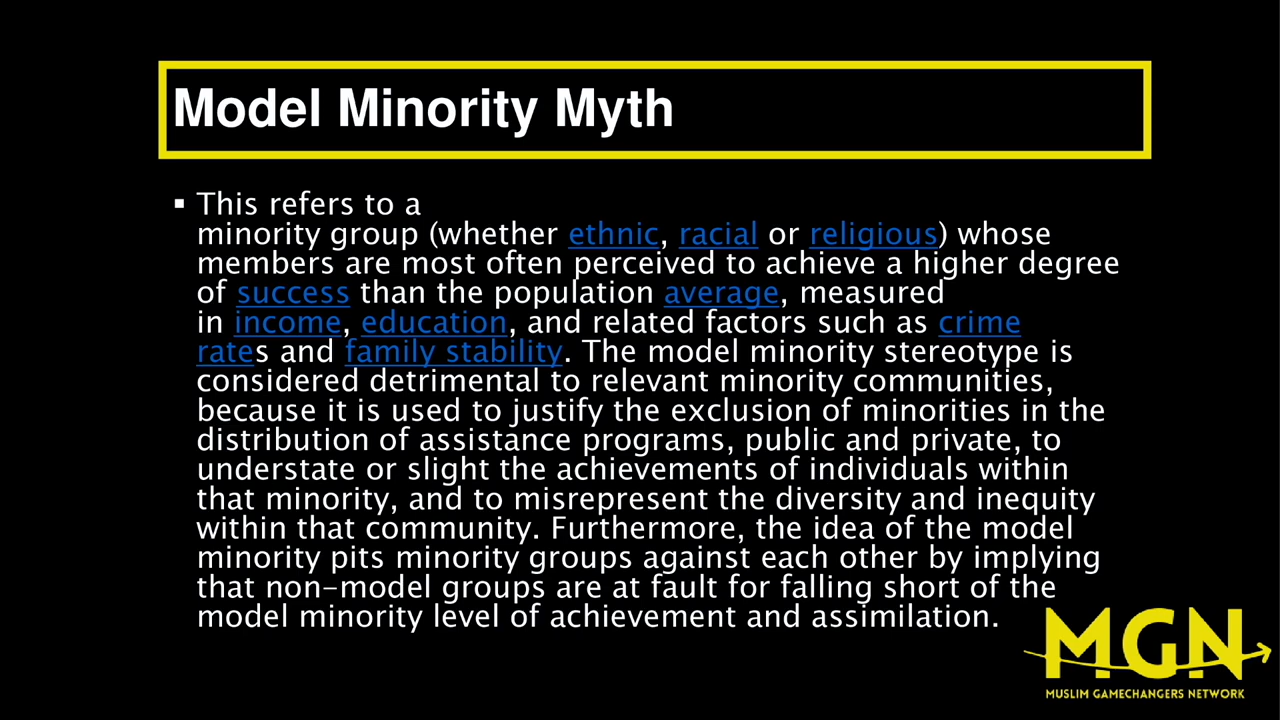 Model Minority Myth
▪ This refers to a
minority group (whether ethnic, racial or religious) whose
members are most often perceived to achieve a higher degree
of success than the population average, measured
in income, education, and related factors such as crime
rates and family stability. The model minority stereotype is
considered detrimental to relevant minority communities,
because it is used to justify the exclusion of minorities in the
distribution of assistance programs, public and private, to
understate or slight the achievements of individuals within
that minority, and to misrepresent the diversity and inequity
within that community. Furthermore, the idea of the model
minority pits minority groups against each other by implying
that non-model groups are at fault for falling short of the
model minority level of achievement and assimilation.
MGN
MUSLIM GAMECHANGERS NETWORK